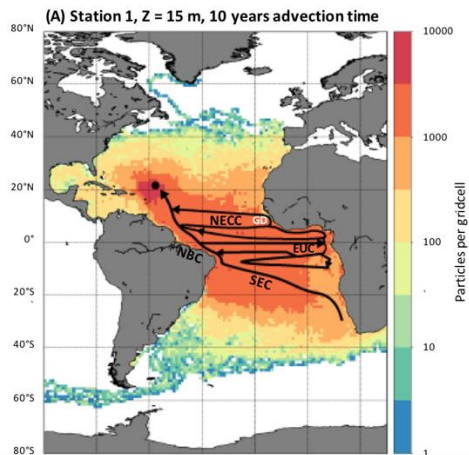 (A) Station 1, Z = 15 m, 10 years advection time
80°N
60°N
40°N
20°N
0°
20°S
40°S
60°S
80°S
NECC
GD
EUC
NBC
SEC
10000
1000
100
10
1
Particles per gridcell